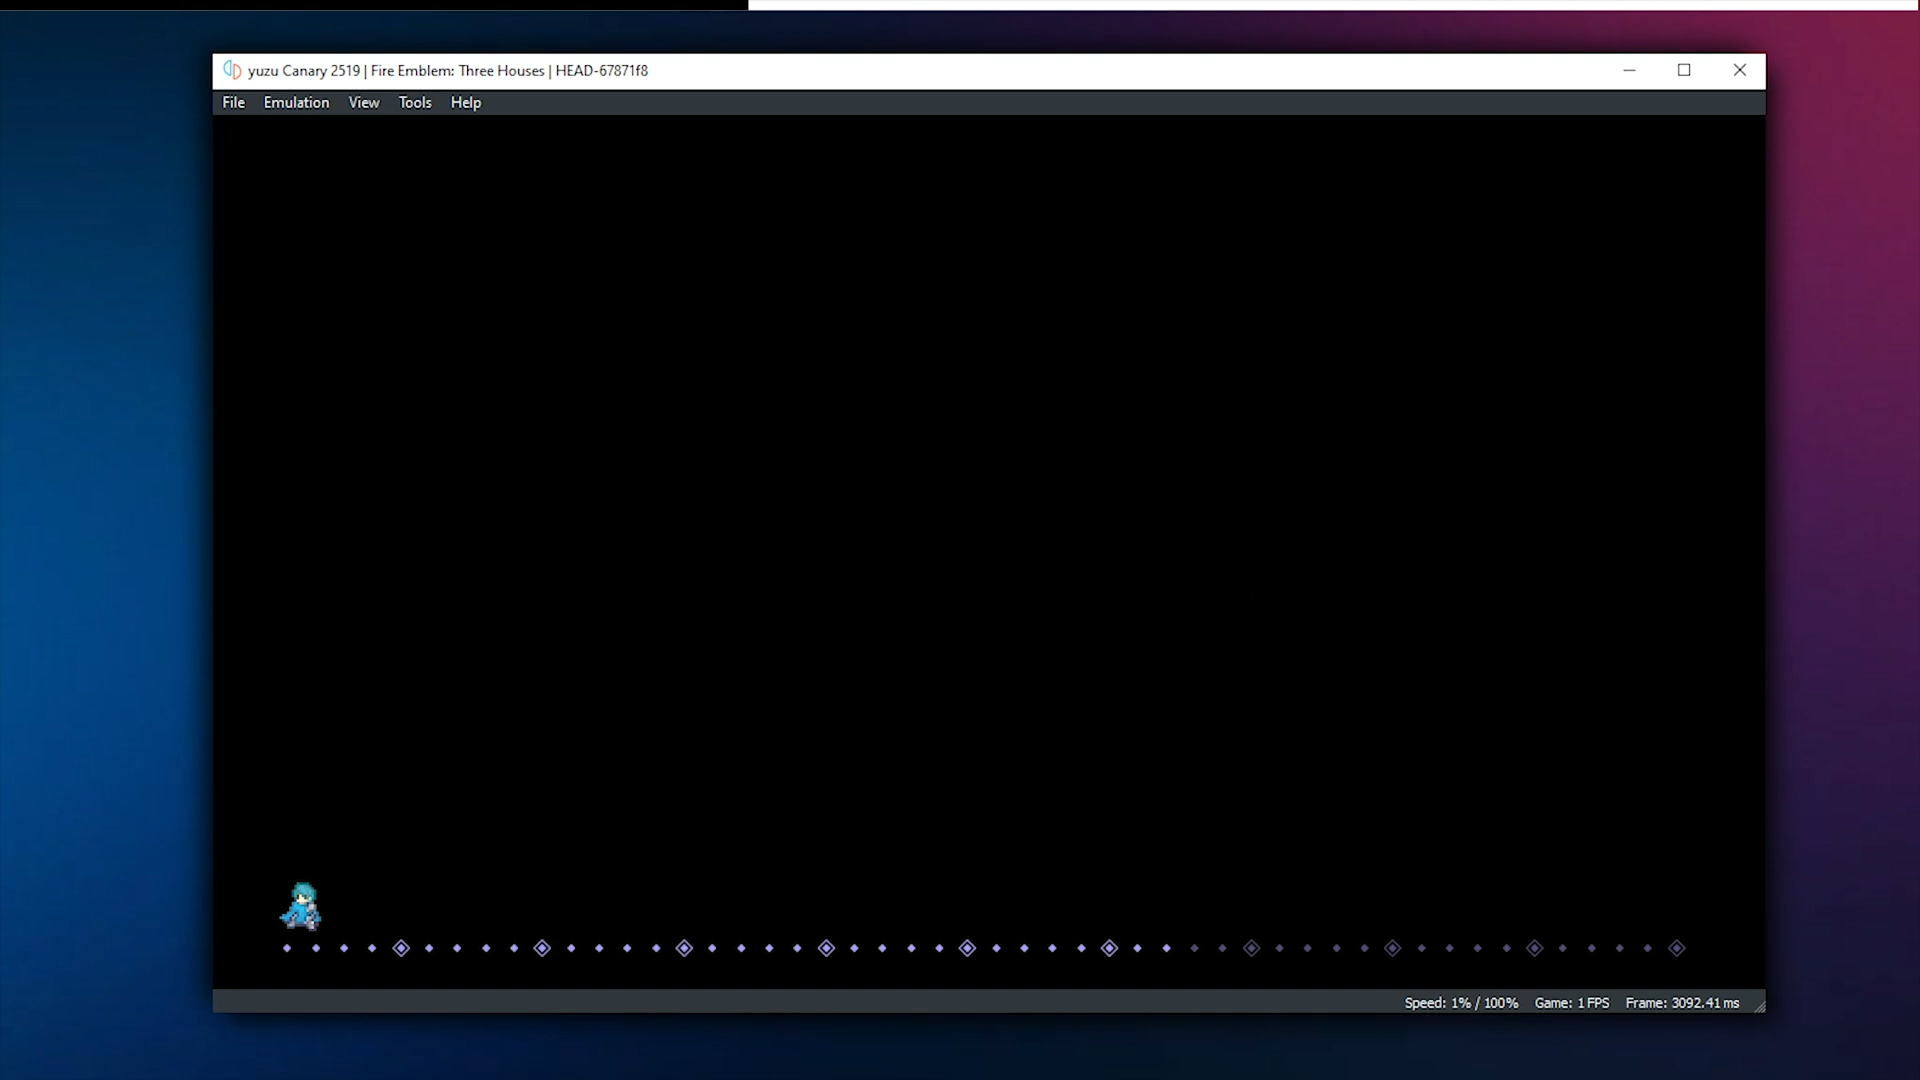 yuzu Canary 2519 | Fire Emblem: Three Houses | HEAD-67871f8
File Emulation View Tools Help
Speed: 1% / 100% Game: 1 FPS Frame: 3092.41 ms